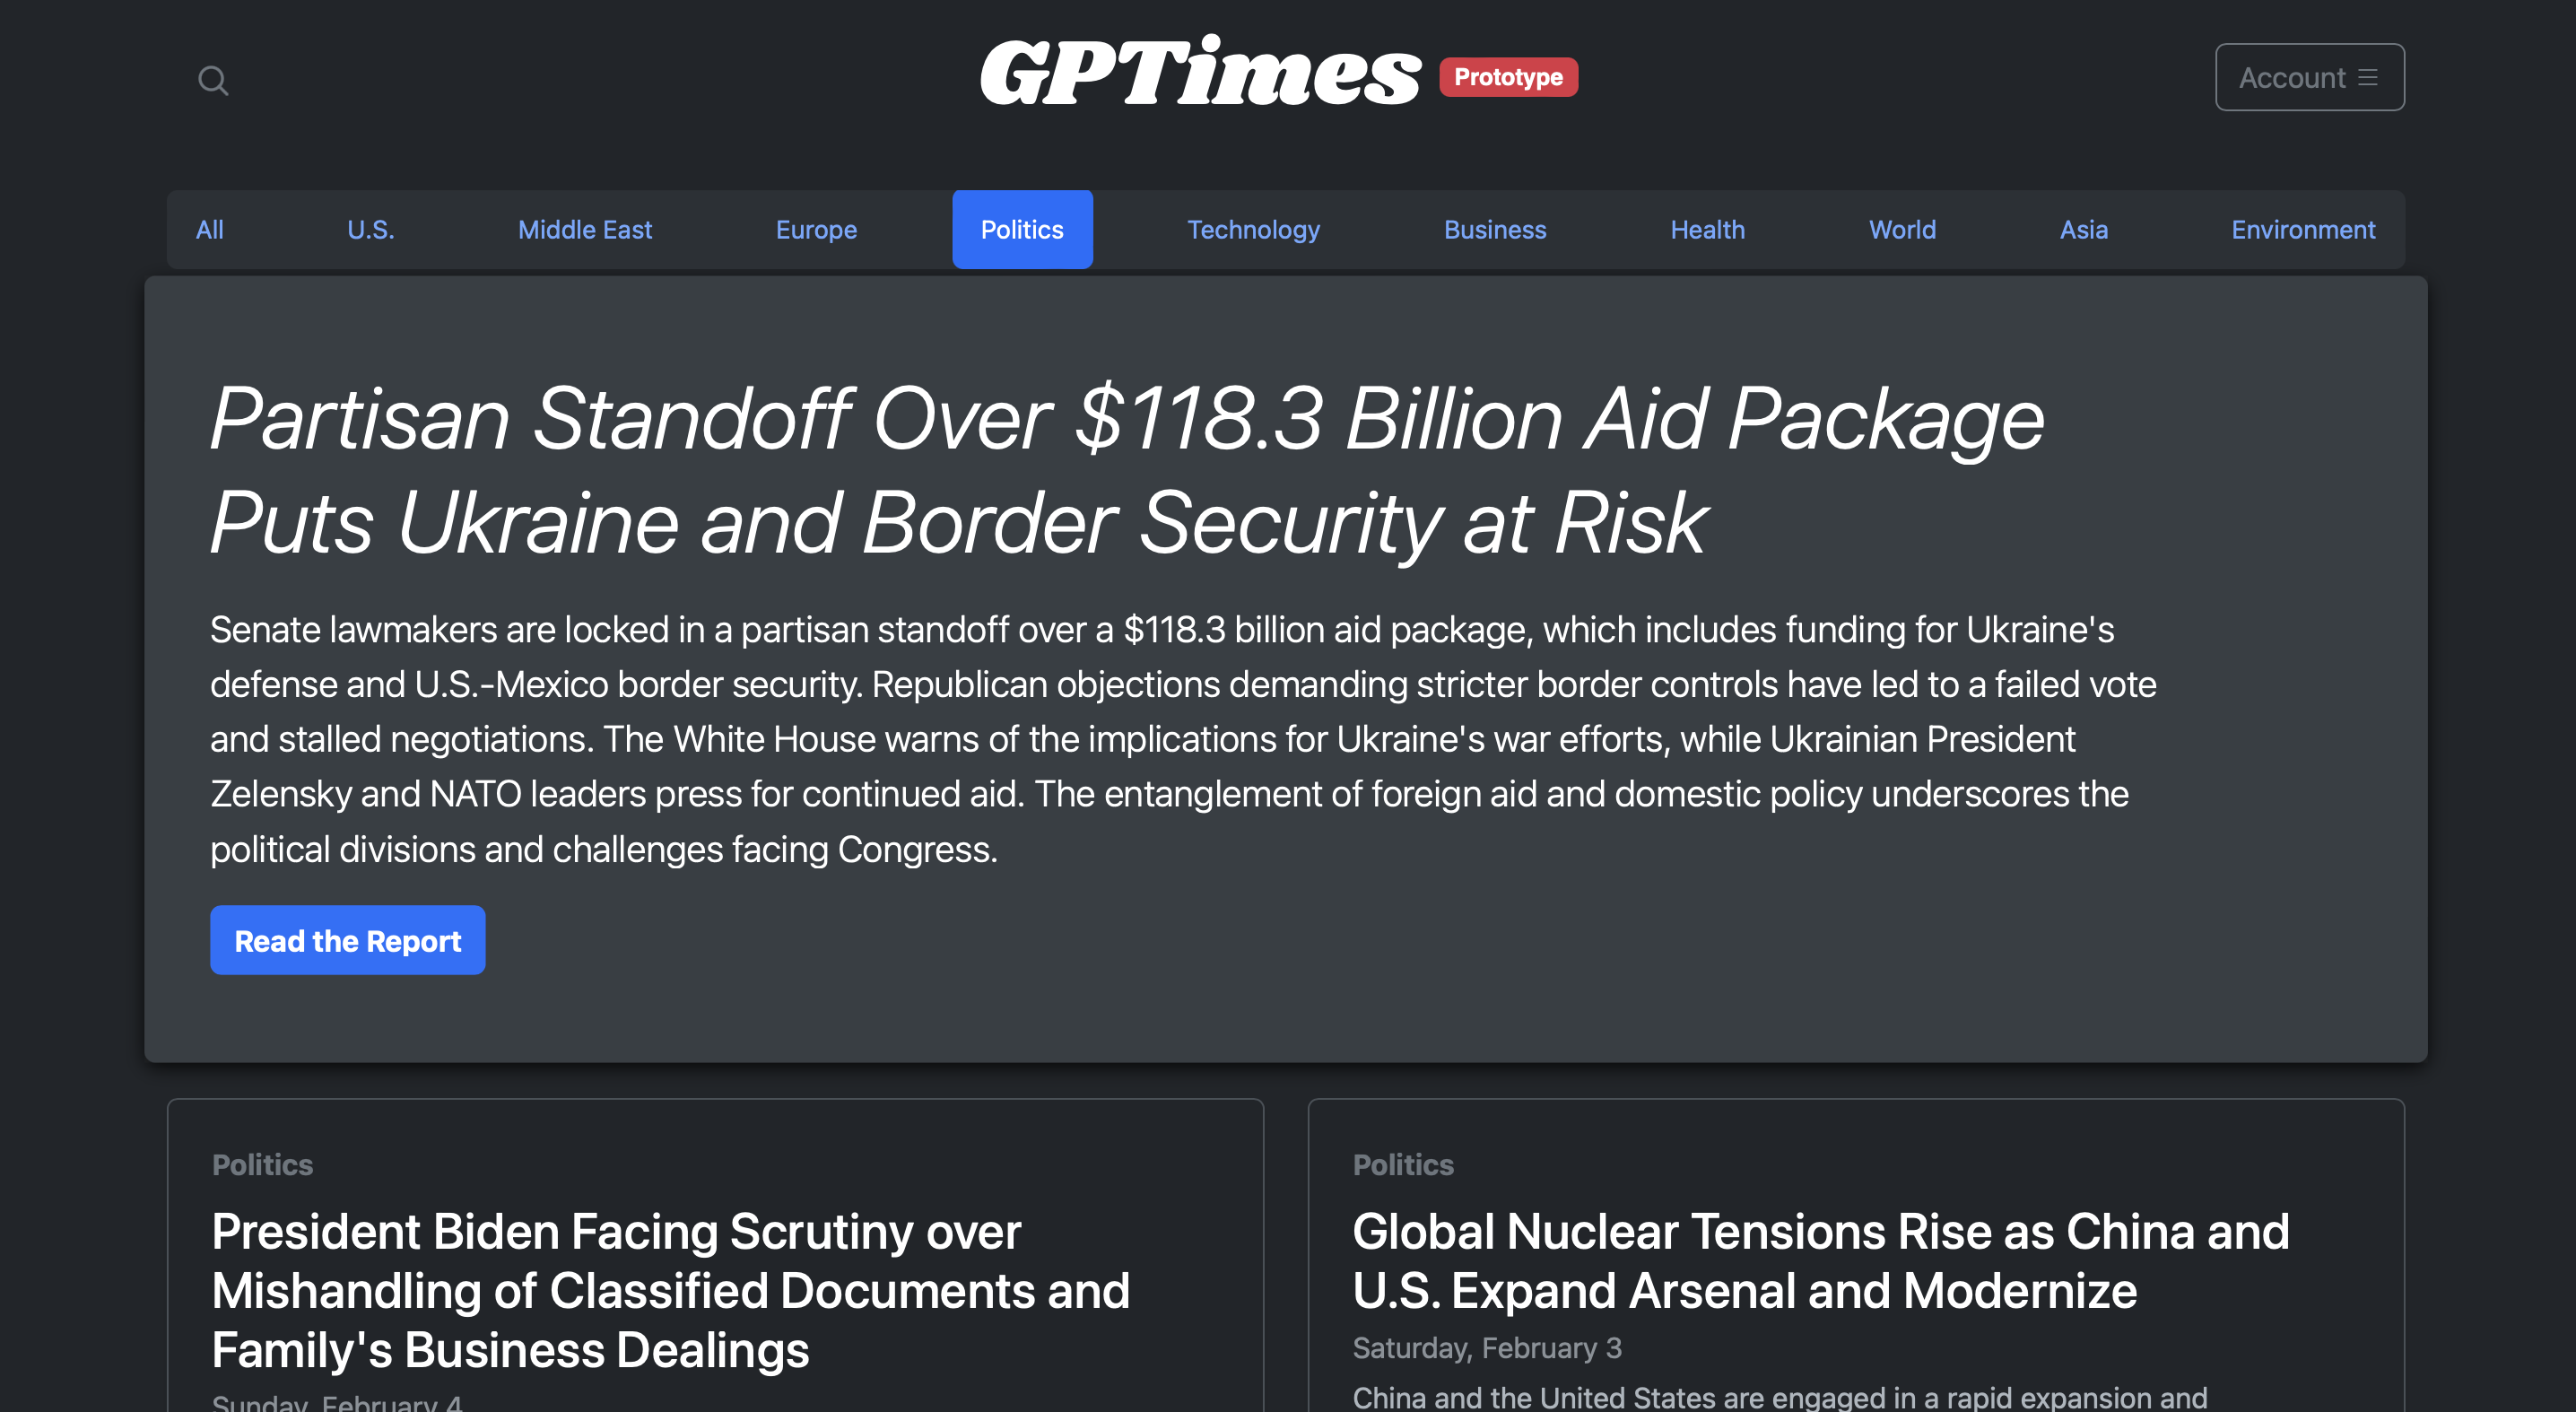 GPTimes Prototype
Account
All U.S. Middle East Europe Politics Technology Business Health World Asia Environment
Partisan Standoff Over $118.3 Billion Aid Package
Puts Ukraine and Border Security at Risk
Senate lawmakers are locked in a partisan standoff over a $118.3 billion aid package, which includes funding for Ukraine's
defense and U.S.-Mexico border security. Republican objections demanding stricter border controls have led to a failed vote
and stalled negotiations. The White House warns of the implications for Ukraine's war efforts, while Ukrainian President
Zelensky and NATO leaders press for continued aid. The entanglement of foreign aid and domestic policy underscores the
political divisions and challenges facing Congress.
Read the Report
Politics
President Biden Facing Scrutiny over
Mishandling of Classified Documents and
Family's Business Dealings
Sunday, February 4
Politics
Global Nuclear Tensions Rise as China and
U.S. Expand Arsenal and Modernize
Saturday, February 3
China and the United States are engaged in a rapid expansion and